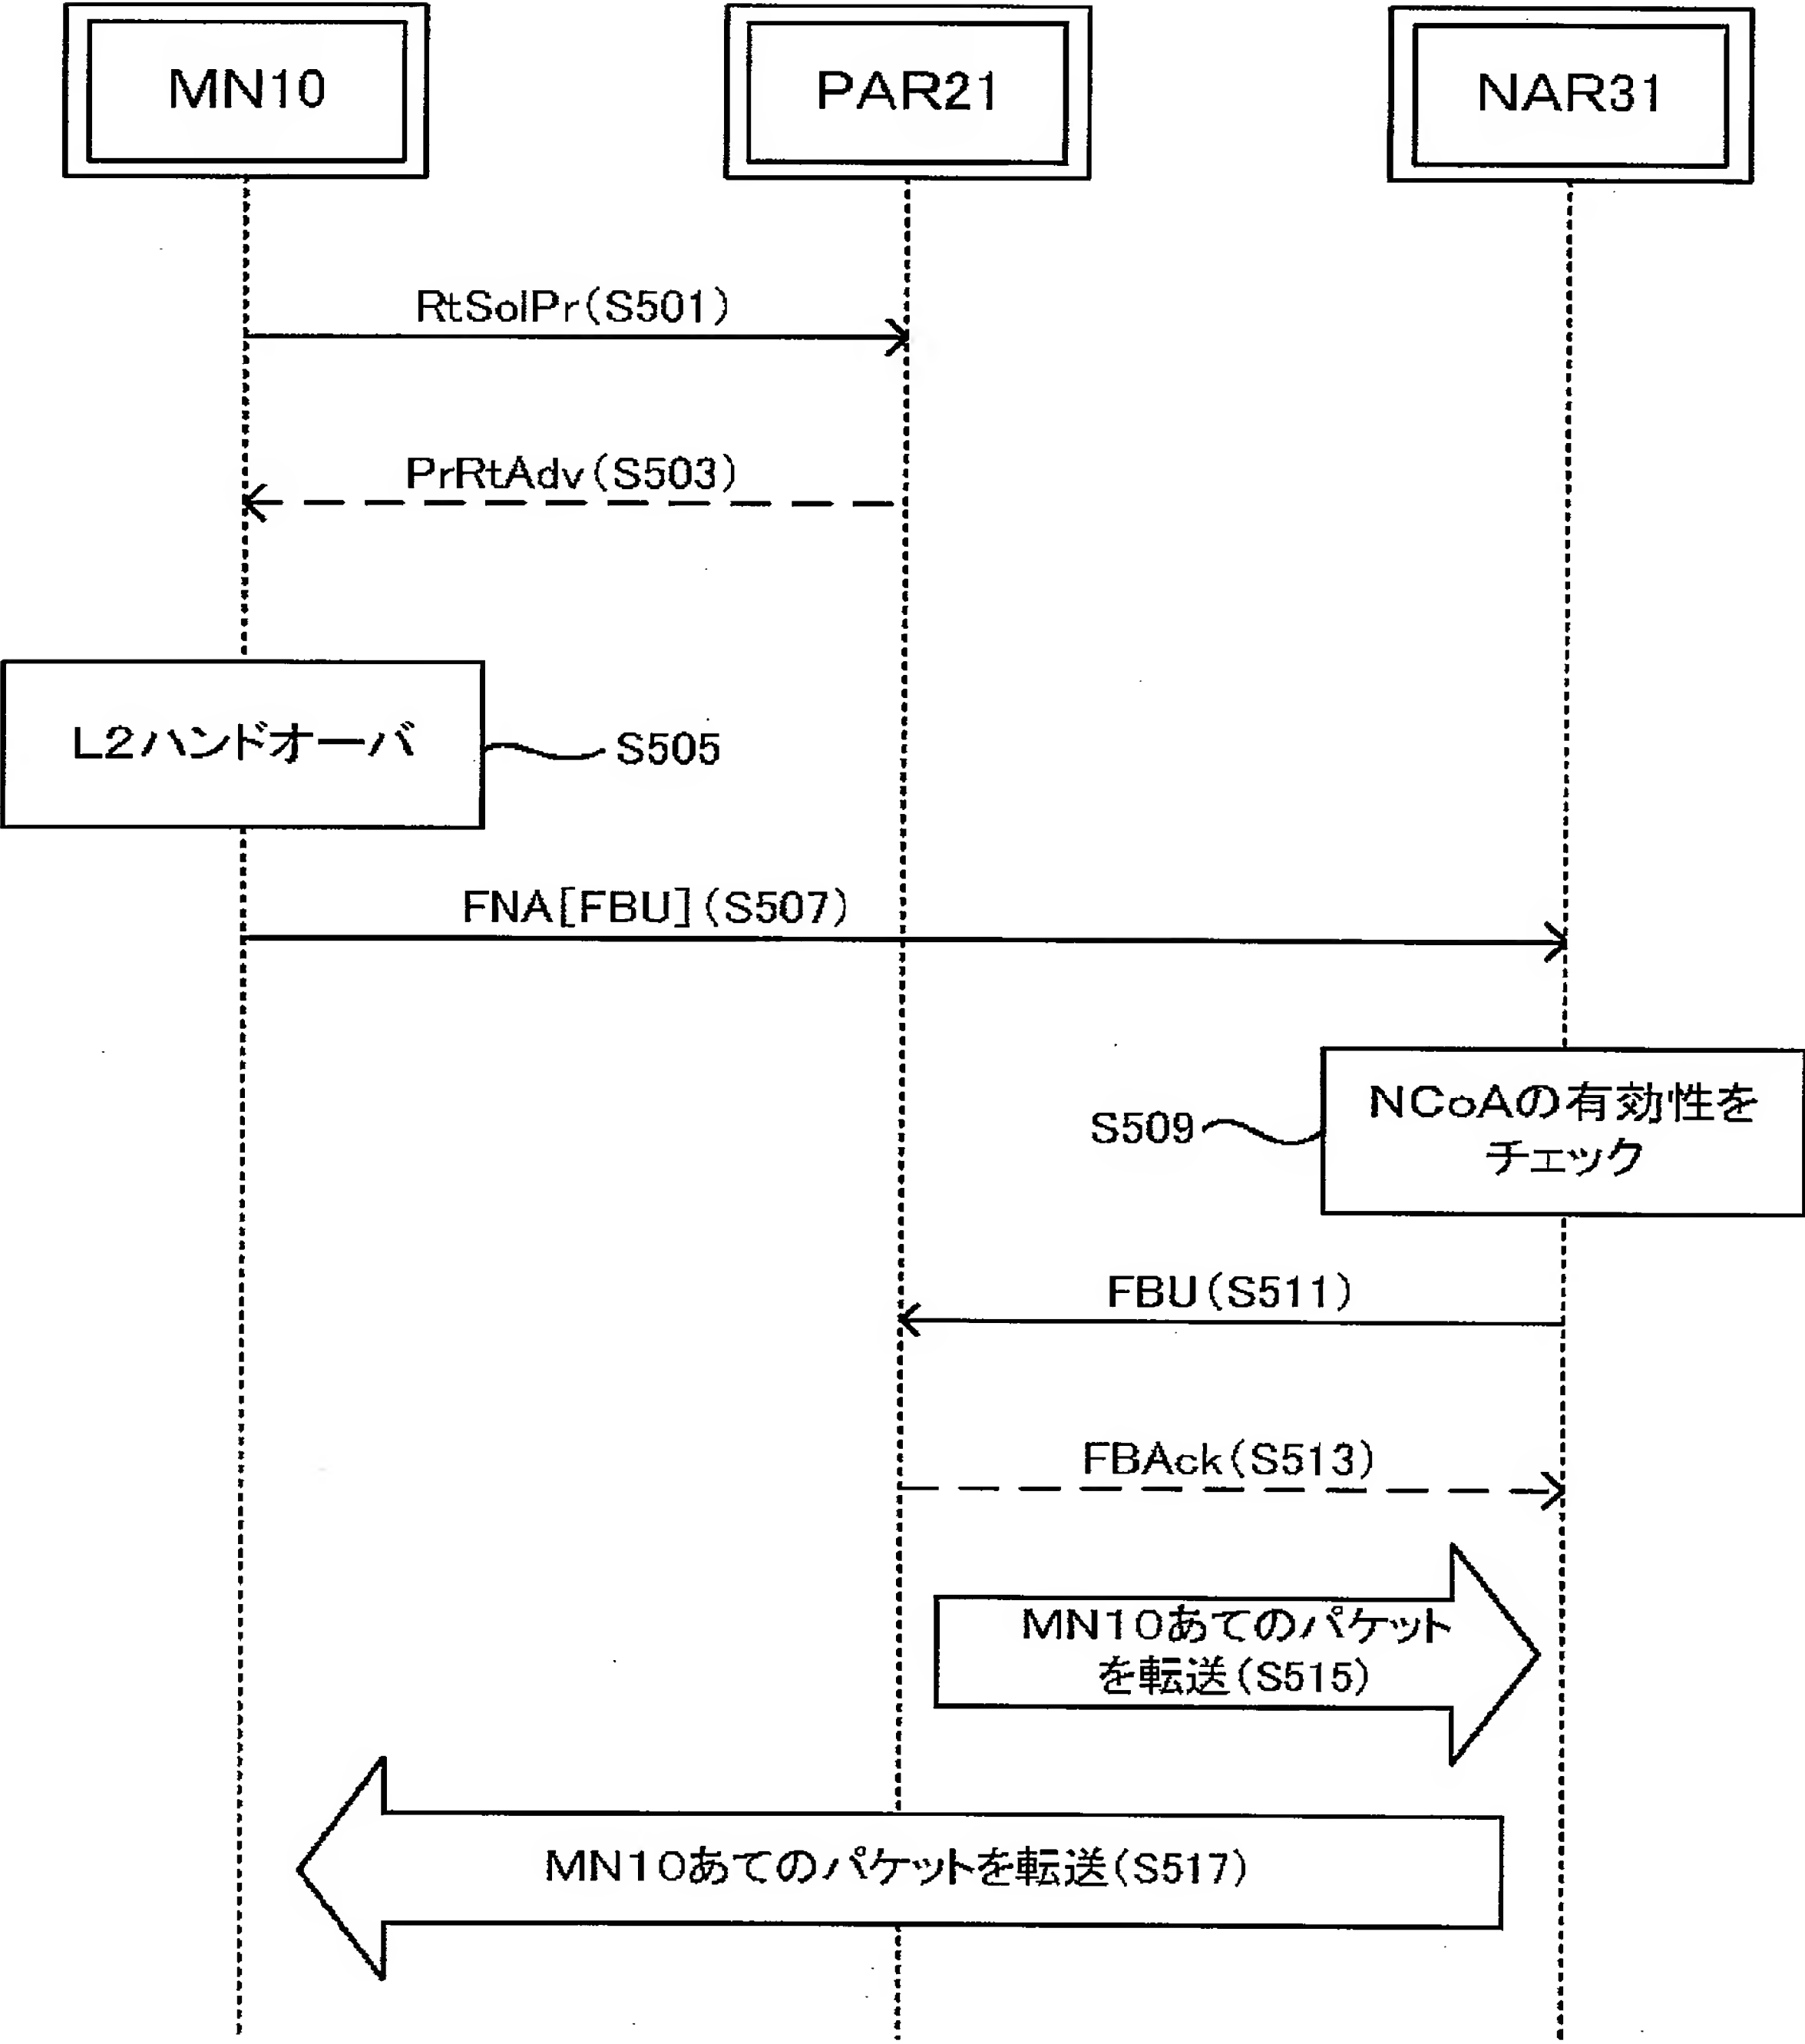 MN10
PAR21
NAR31
RtSolPr(S501)
PrRtAdv(S503)
L2ハンドオーバ
S505
FNA[FBU](S507)
S509
NCoAの有効性を
チェック
FBU(S511)
FBAck(S513)
MN10あてのパケット
を転送(S515)
MN10あてのパケットを転送(S517)